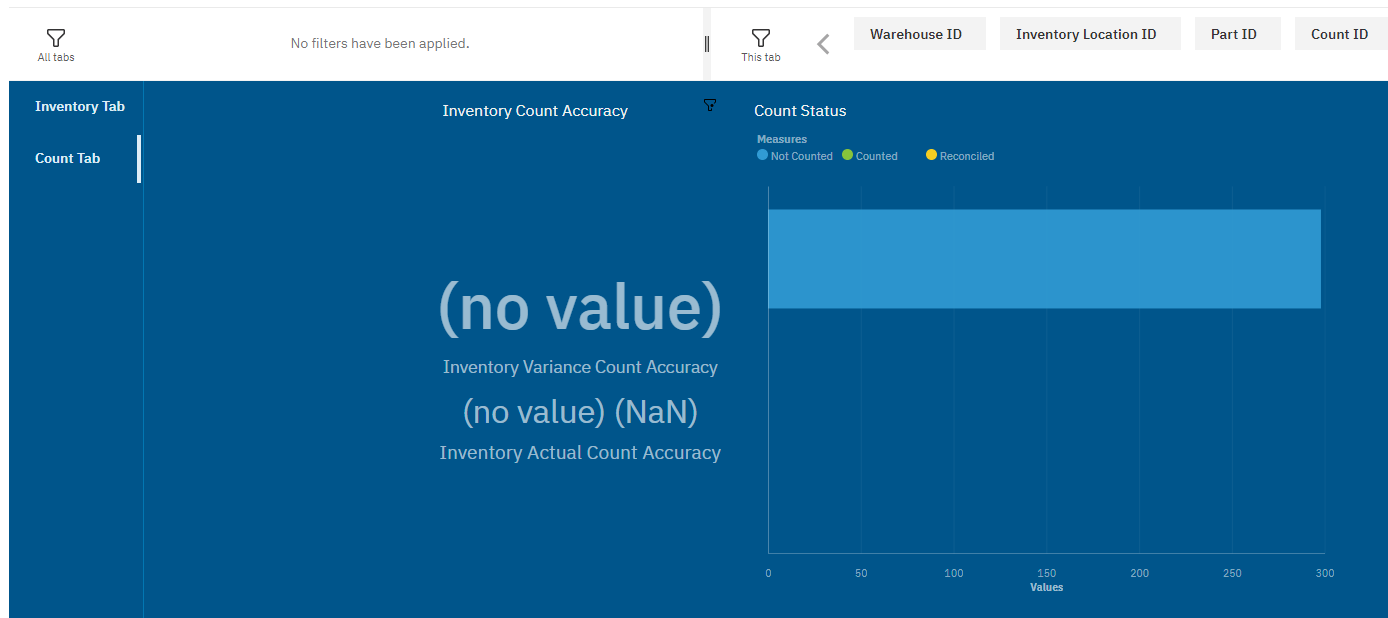 All tabs
No filters have been applied.
This tab
Warehouse ID
Inventory Location ID
Part ID
Count ID
Inventory Tab
Count Tab
Inventory Count Accuracy
(no value)
Inventory Variance Count Accuracy
(no value) (NaN)
Inventory Actual Count Accuracy
Count Status
Measures
Not Counted
Counted
Reconciled
0 50 100 150 200 250 300
Values